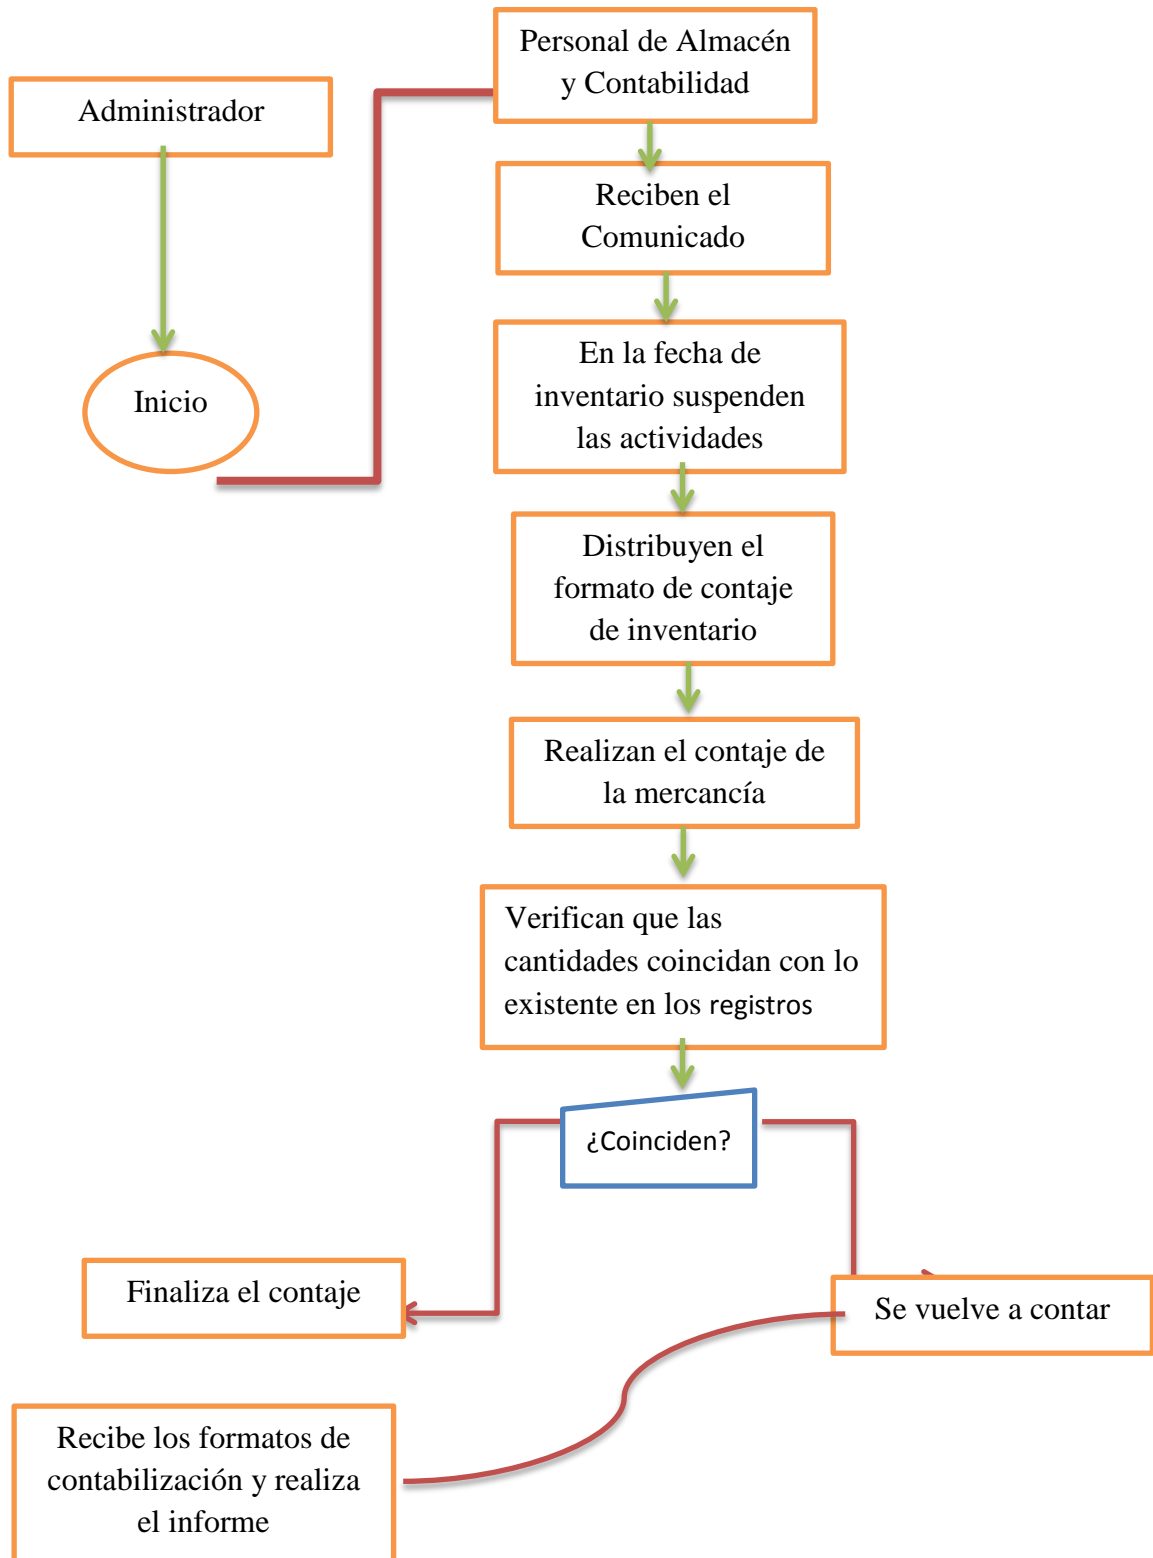 Administrador
Inicio
Personal de Almacén
y Contabilidad
Reciben el
Comunicado
En la fecha de
inventario suspenden
las actividades
Distribuyen el
formato de contaje
de inventario
Realizan el contaje de
la mercancía
Verifican que las
cantidades coincidan con lo
existente en los registros
¿Coinciden?
Finaliza el contaje
Se vuelve a contar
Recibe los formatos de
contabilización y realiza
el informe